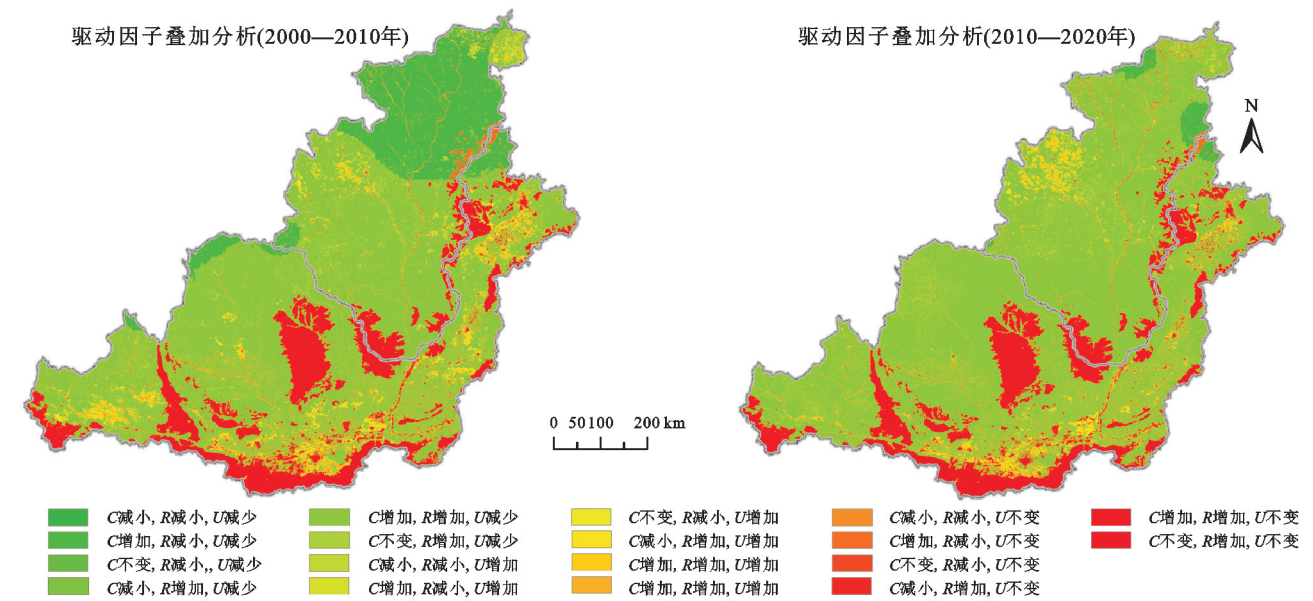 驱动因子叠加分析(2000—2010年)
驱动因子叠加分析(2010—2020年)
N
0 50 100 200 km
C减小, R减小, U减少
C增加, R减小, U减少
C不变, R减小,, U减少
C减小, R增加, U减少
C增加, R增加, U减少
C不变, R增加, U减少
C减小, R减小, U增加
C增加, R减小, U增加
C不变, R减小, U增加
C减小, R增加, U增加
C增加, R增加, U增加
C增加, R增加, U增加
C减小, R减小, U不变
C增加, R减小, U不变
C不变, R减小, U不变
C减小, R增加, U不变
C增加, R增加, U不变
C不变, R增加, U不变